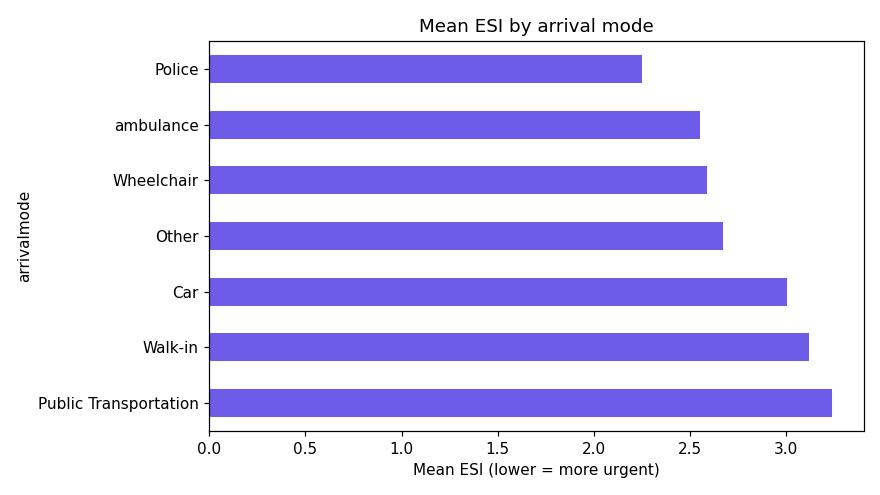 Mean ESI by arrival mode
arrivalmode
Police
ambulance
Wheelchair
Other
Car
Walk-in
Public Transportation
0.0 0.5 1.0 1.5 2.0 2.5 3.0
Mean ESI (lower = more urgent)